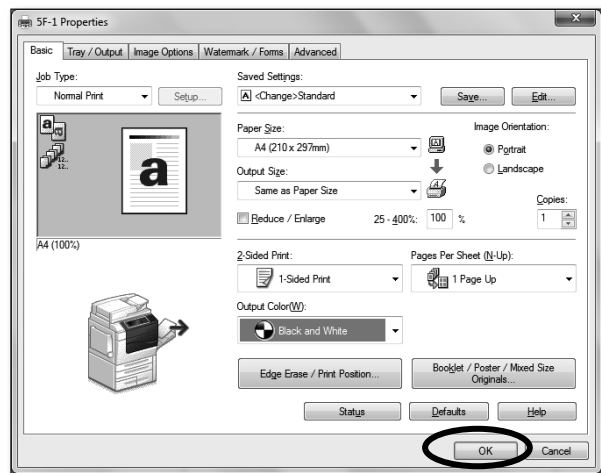 5F-1 Properties
Basic Tray / Output Image Options Watermark / Forms Advanced
Job Type:
Normal Print
Setup...
Saved Settings:
<Change>Standard
Save...
Edit...
A4 (100%)
Paper Size:
A4 (210 x 297mm)
Output Size:
Same as Paper Size
Image Orientation:
Portrait
Landscape
Reduce / Enlarge
25 - 400%: 100 %
Copies:
1
2-Sided Print:
1-Sided Print
Pages Per Sheet (N-Up):
1 Page Up
Output Color(W):
Black and White
Edge Erase / Print Position...
Booklet / Poster / Mixed Size
Originals...
Status
Defaults
Help
OK
Cancel